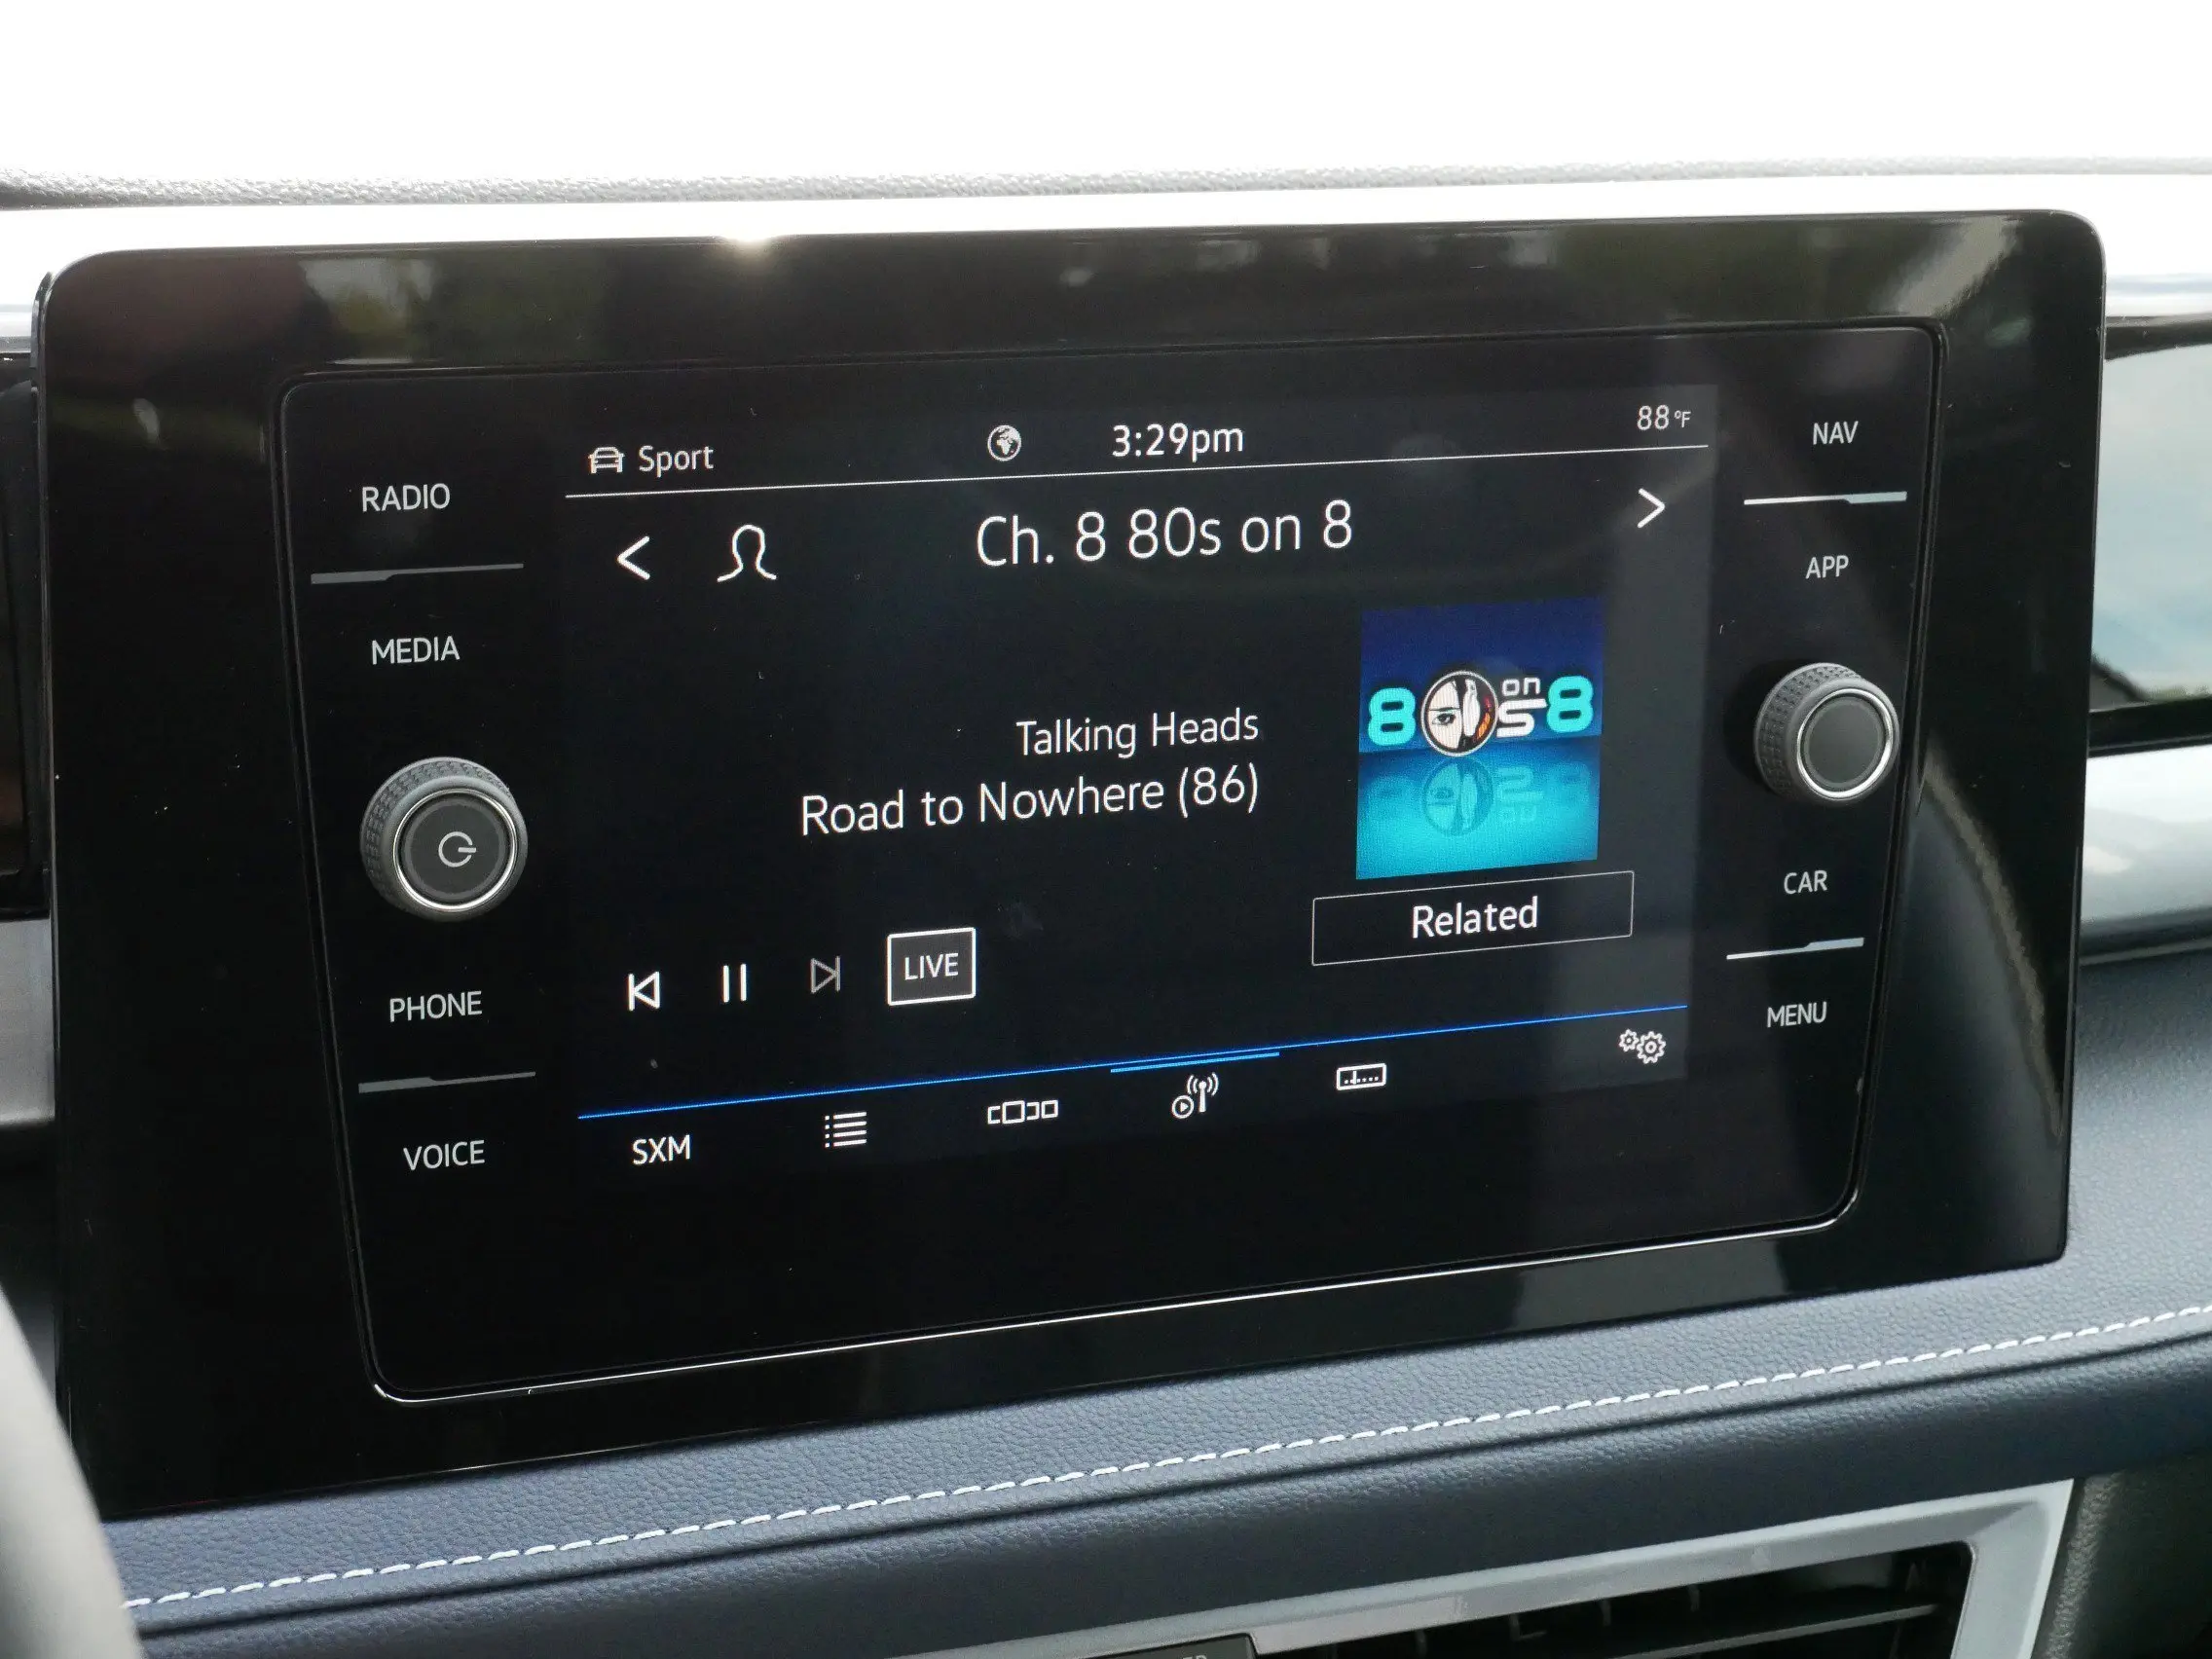 Sport
3:29pm
88°F
NAV
RADIO
Ch. 8 80s on 8
APP
MEDIA
80s on 8
Talking Heads
Road to Nowhere (86)
CAR
Related
LIVE
PHONE
MENU
SXM
VOICE